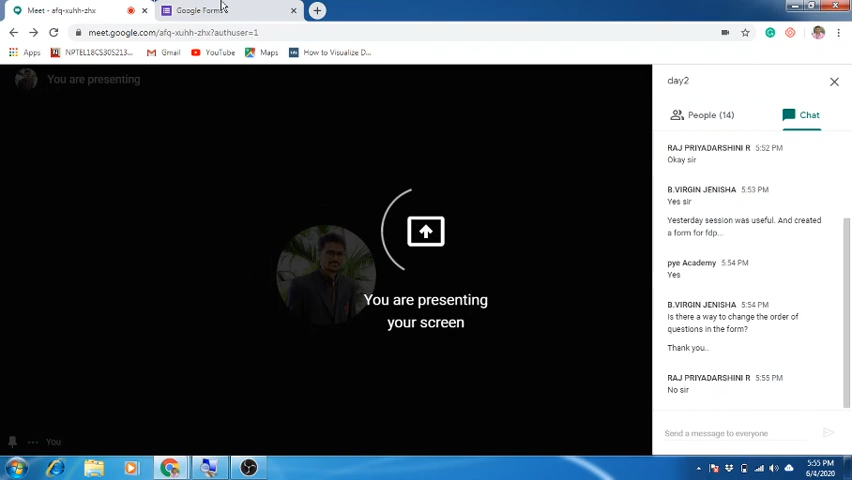 Meet - afq-xuhh-zhx
Google Forms
meet.google.com/afq-xuhh-zhx?authuser=1
Apps
NPTEL18CS30S213...
Gmail
YouTube
Maps
How to Visualize D...
You are presenting
day2
People (14)
Chat
RAJ PRIYADARSHINI R 5:52 PM
Okay sir
B.VIRGIN JENISHA 5:53 PM
Yes sir
Yesterday session was useful. And created
a form for fdp...
pye Academy 5:54 PM
Yes
B.VIRGIN JENISHA 5:54 PM
Is there a way to change the order of
questions in the form?
Thank you..
RAJ PRIYADARSHINI R 5:55 PM
No sir
You are presenting
your screen
You
Send a message to everyone
5:55 PM
6/4/2020